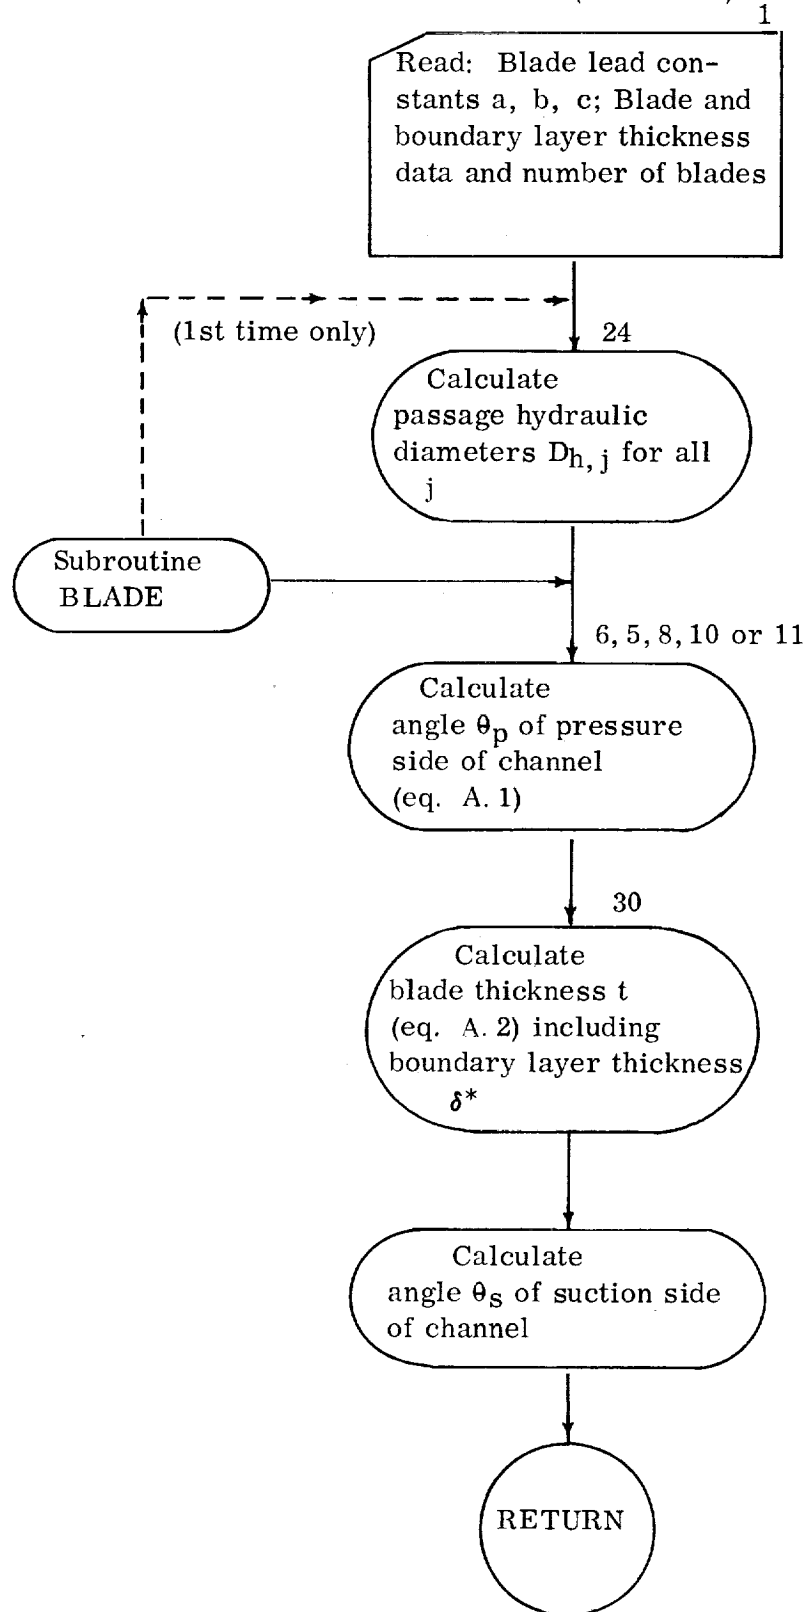 1
Read: Blade lead con-
stants a, b, c; Blade and
boundary layer thickness
data and number of blades
(1st time only)
24
Calculate
passage hydraulic
diameters Dh, j for all
j
Subroutine
BLADE
6, 5, 8, 10 or 11
Calculate
angle θp of pressure
side of channel
(eq. A. 1)
30
Calculate
blade thickness t
(eq. A. 2) including
boundary layer thickness
δ*
Calculate
angle θs of suction side
of channel
RETURN